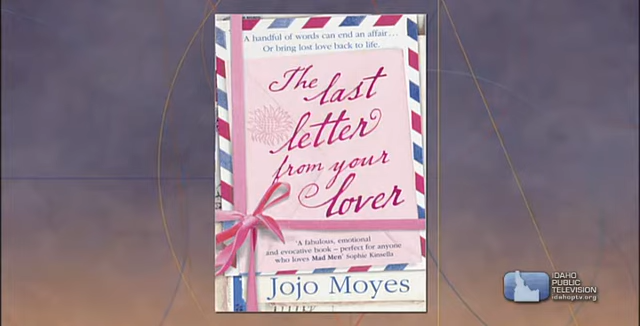 A handful of words can end an affair...
Or bring lost love back to life.
The last
letter
from your
lover
'A fabulous, emotional
and evocative book – perfect for anyone
who loves Mad Men' Sophie Kinsella
Jojo Moyes
IDAHO
PUBLIC
TELEVISION
idahoptv.org